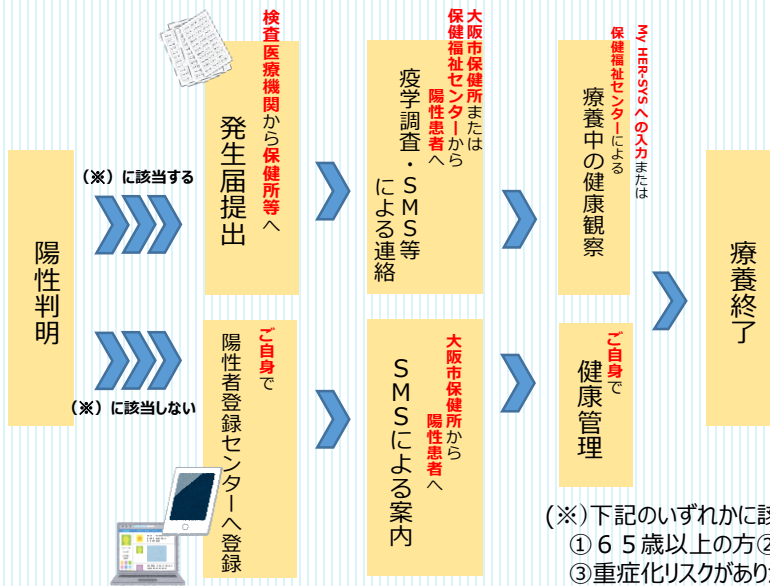 陽性判明
(※)に該当する
検査医療機関から保健所等へ
発生届提出
大阪市保健所または
保健福祉センターから
陽性患者へ
疫学調査・SMS等
による連絡
My HER-SYSへの入力または
保健福祉センターによる
療養中の健康観察
(※)に該当しない
ご自身で
陽性者登録センターへ登録
大阪市保健所から
陽性患者へ
SMSによる案内
ご自身で
健康管理
療養終了
(※)下記のいずれかに該
①65歳以上の方②
③重症化リスクがあり